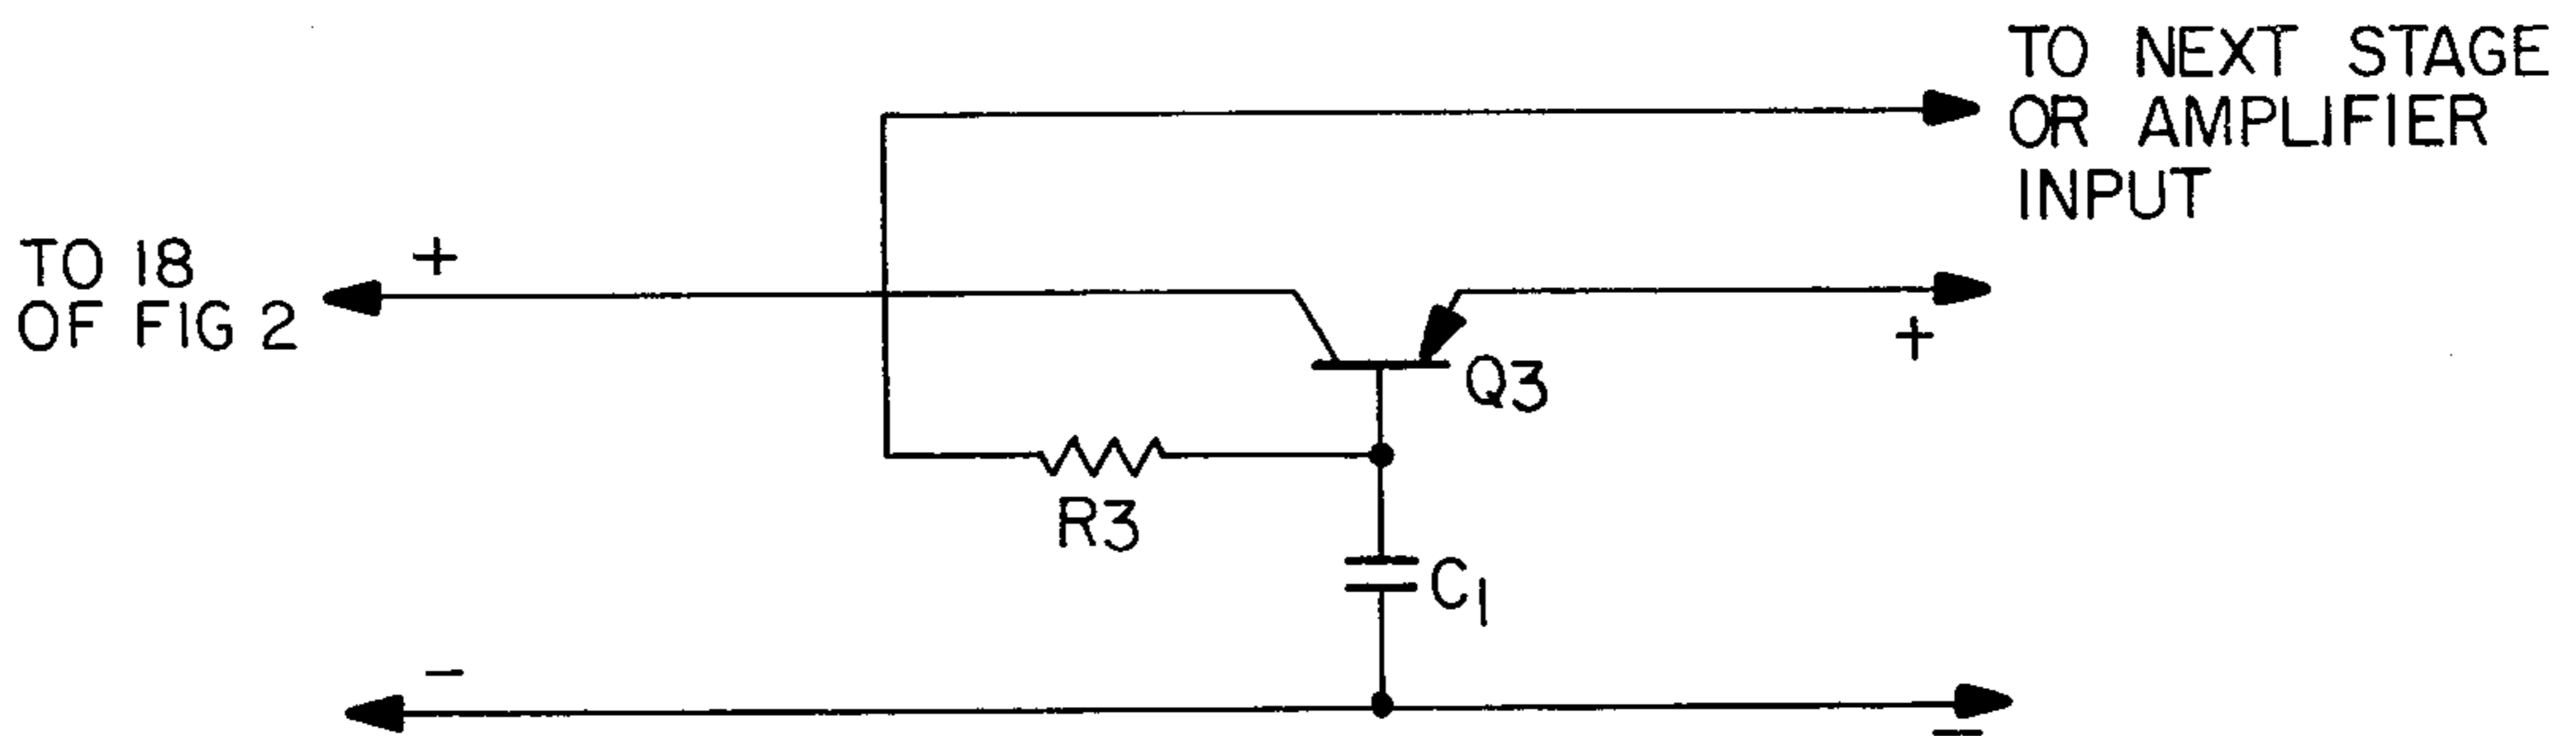 TO NEXT STAGE
OR AMPLIFIER
INPUT
TO 18
OF FIG 2
+
+
Q3
R3
C1
−
−